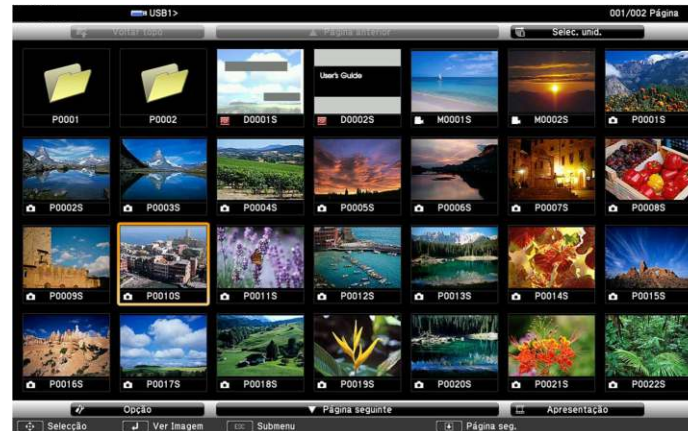 USB1> 001/002 Página
Voltar topo Página anterior Selec. unid.
User's Guide
P0001 P0002 D0001S D0002S M0001S M0002S P0001S
P0002S P0003S P0004S P0005S P0006S P0007S P0008S
P0009S P0010S P0011S P0012S P0013S P0014S P0015S
P0016S P0017S P0018S P0019S P0020S P0021S P0022S
Opção Página seguinte Apresentação
Selecção Ver Imagem ESC Submenu Página seg.